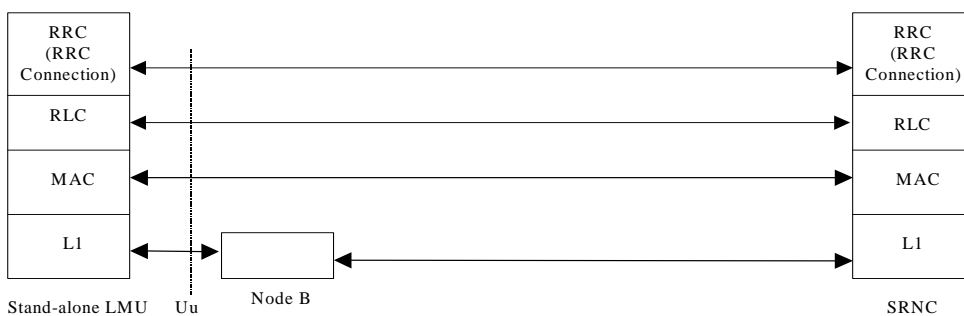 RRC
(RRC
Connection)
RLC
MAC
L1
Stand-alone LMU
Uu
Node B
RRC
(RRC
Connection)
RLC
MAC
L1
SRNC